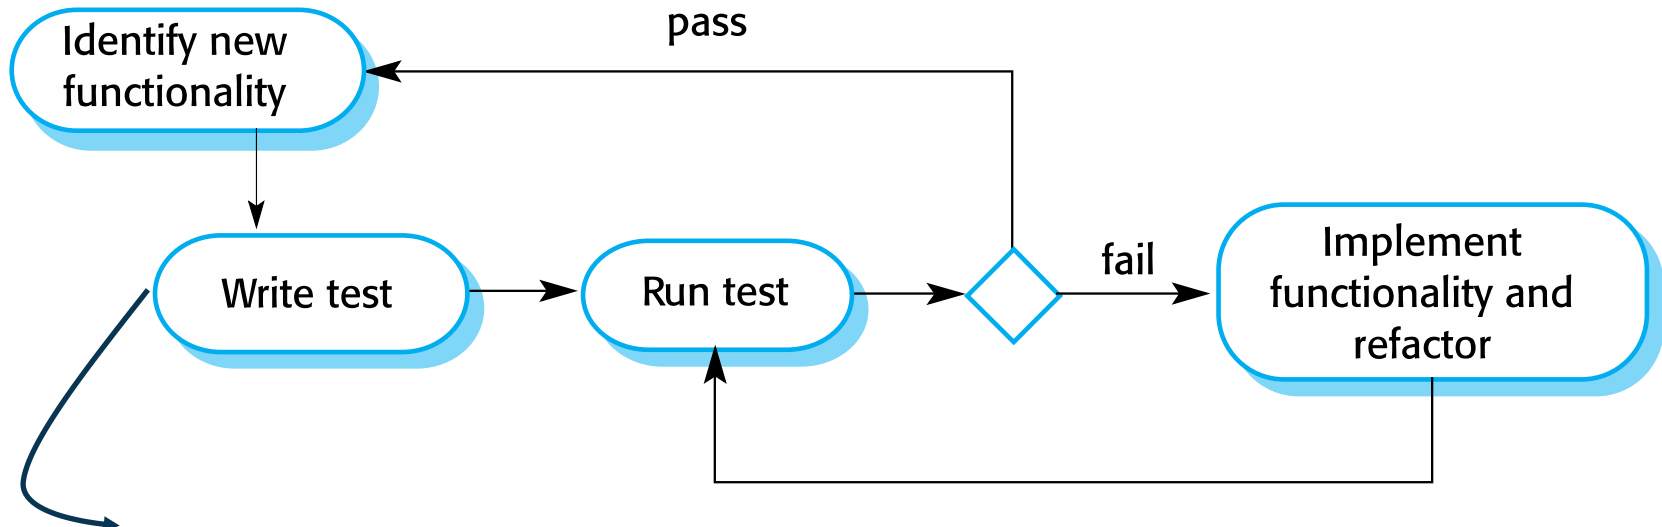 pass
Identify new
functionality
Write test
Run test
fail
Implement
functionality and
refactor